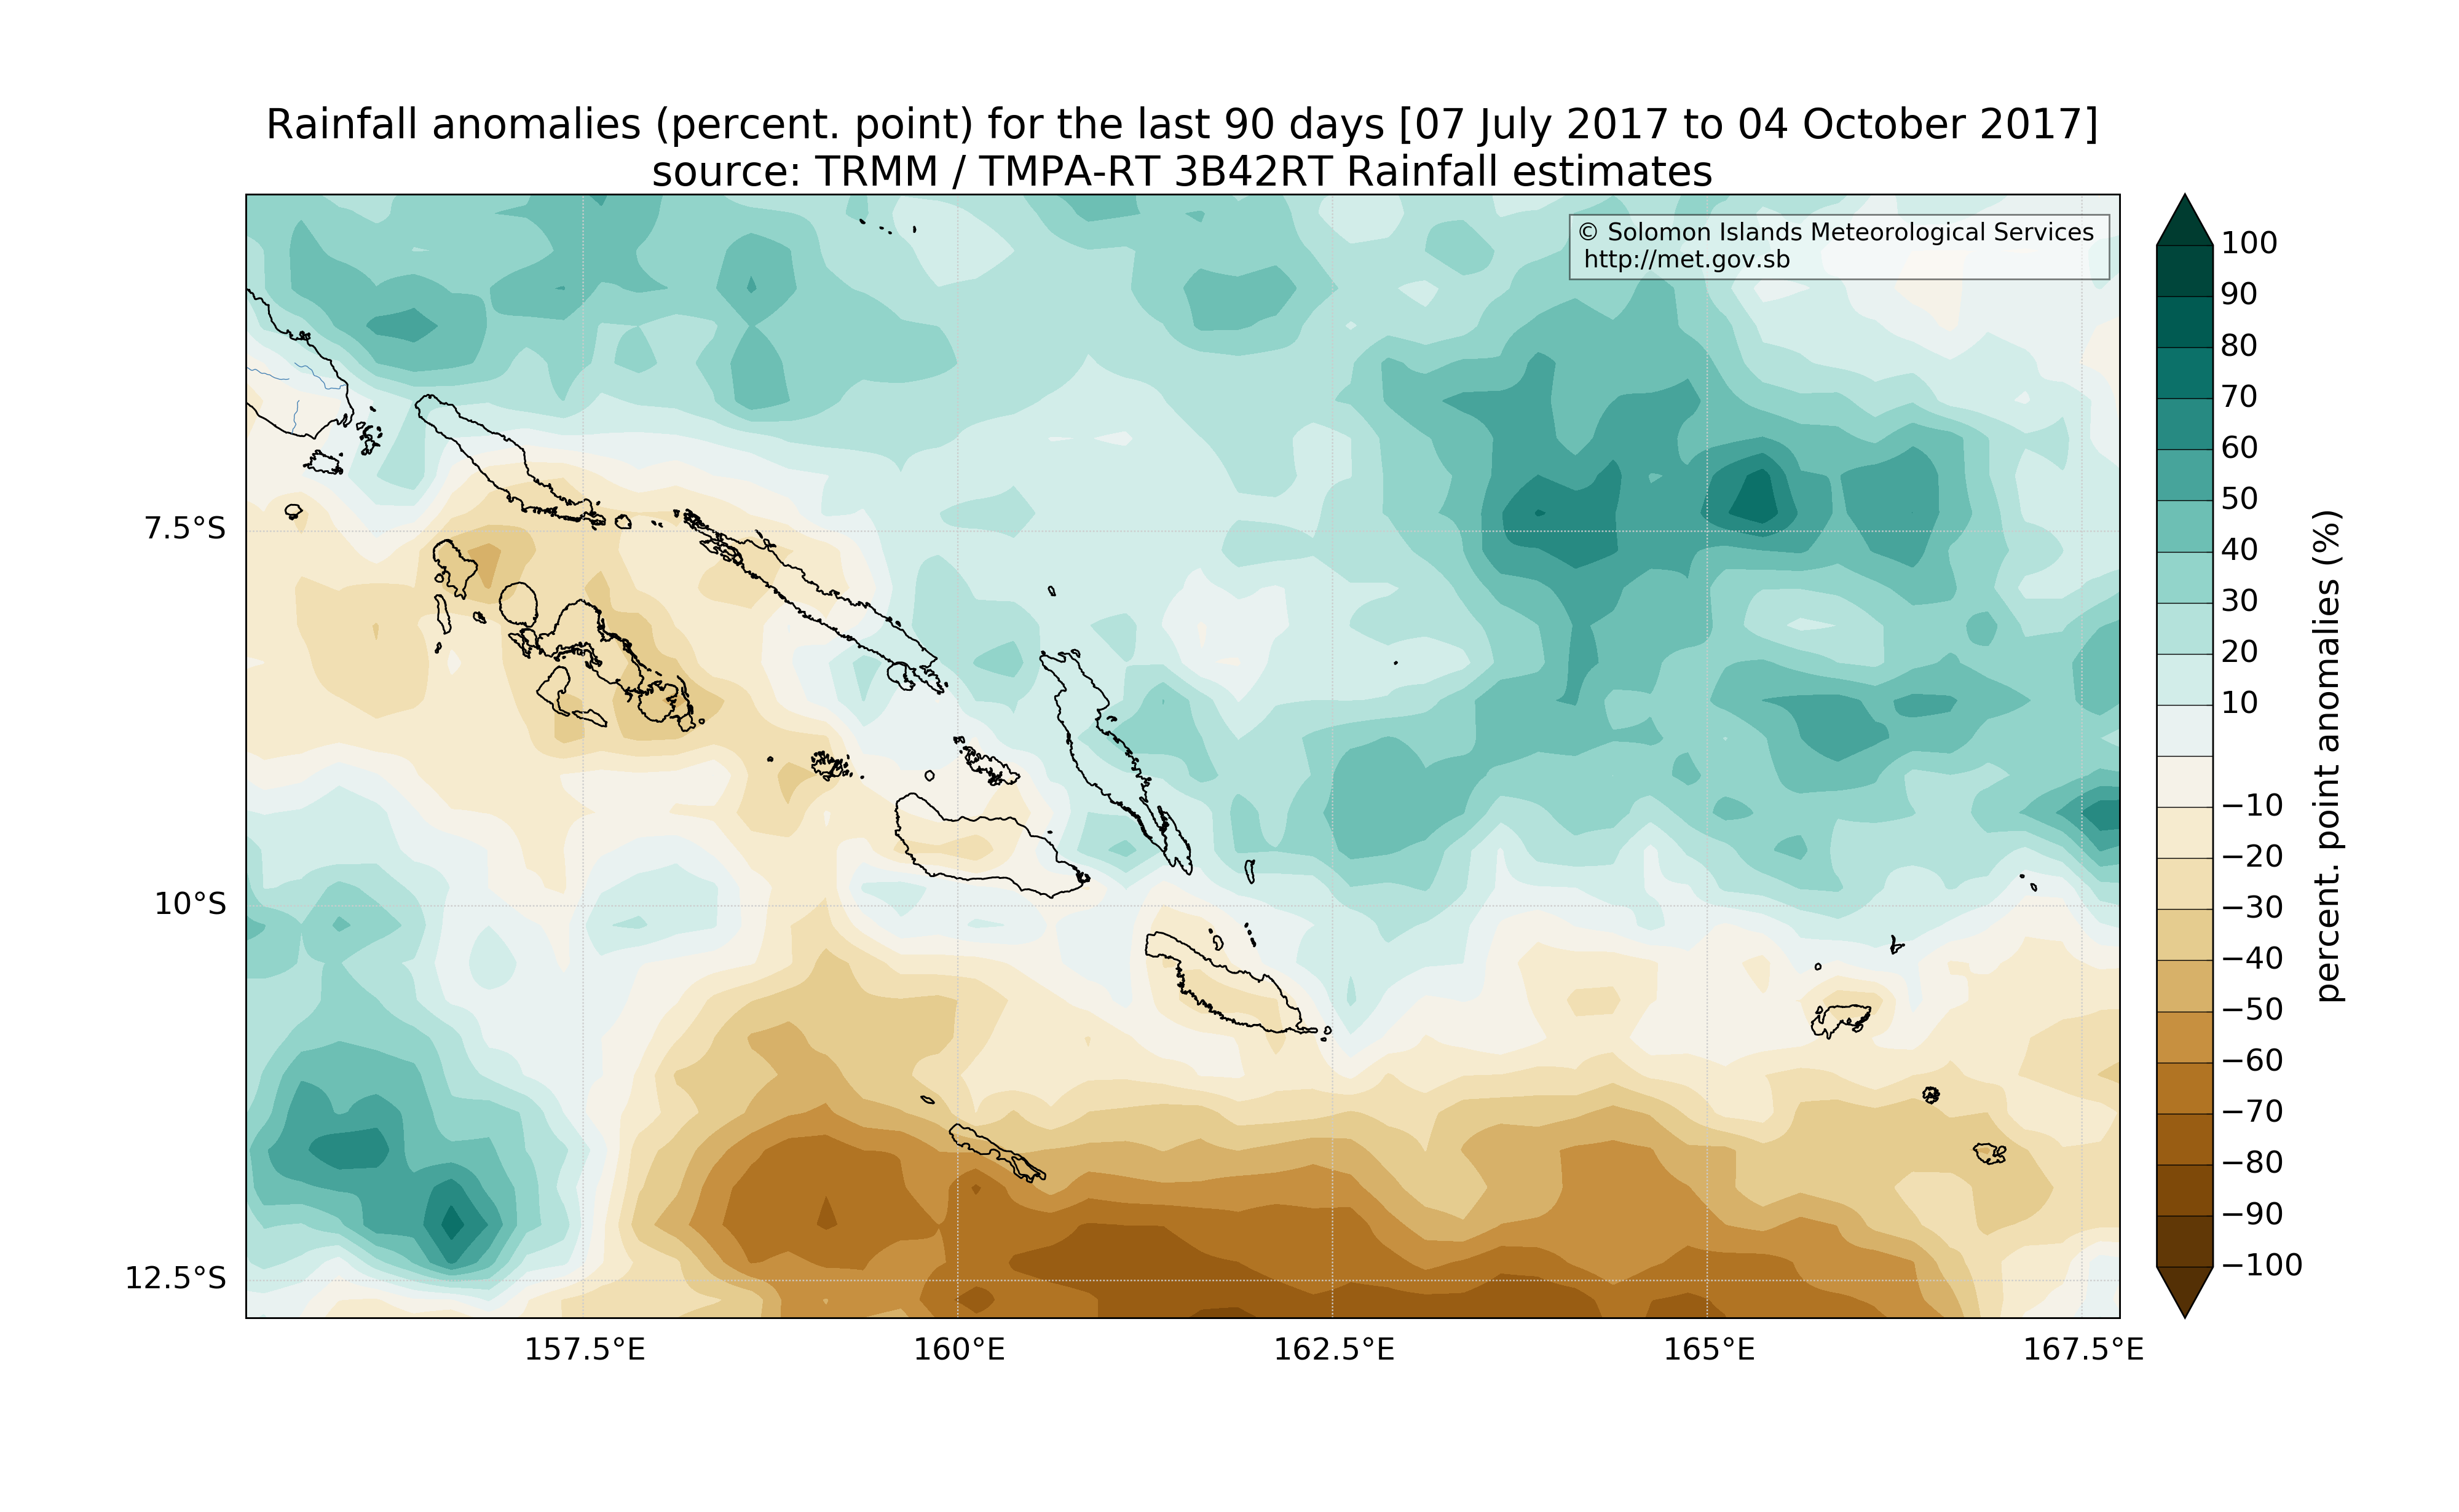 Rainfall anomalies (percent. point) for the last 90 days [07 July 2017 to 04 October 2017]
source: TRMM / TMPA-RT 3B42RT Rainfall estimates
© Solomon Islands Meteorological Services
http://met.gov.sb
7.5°S
10°S
12.5°S
157.5°E
160°E
162.5°E
165°E
167.5°E
100
90
80
70
60
50
40
30
20
10
−10
−20
−30
−40
−50
−60
−70
−80
−90
−100
percent. point anomalies (%)